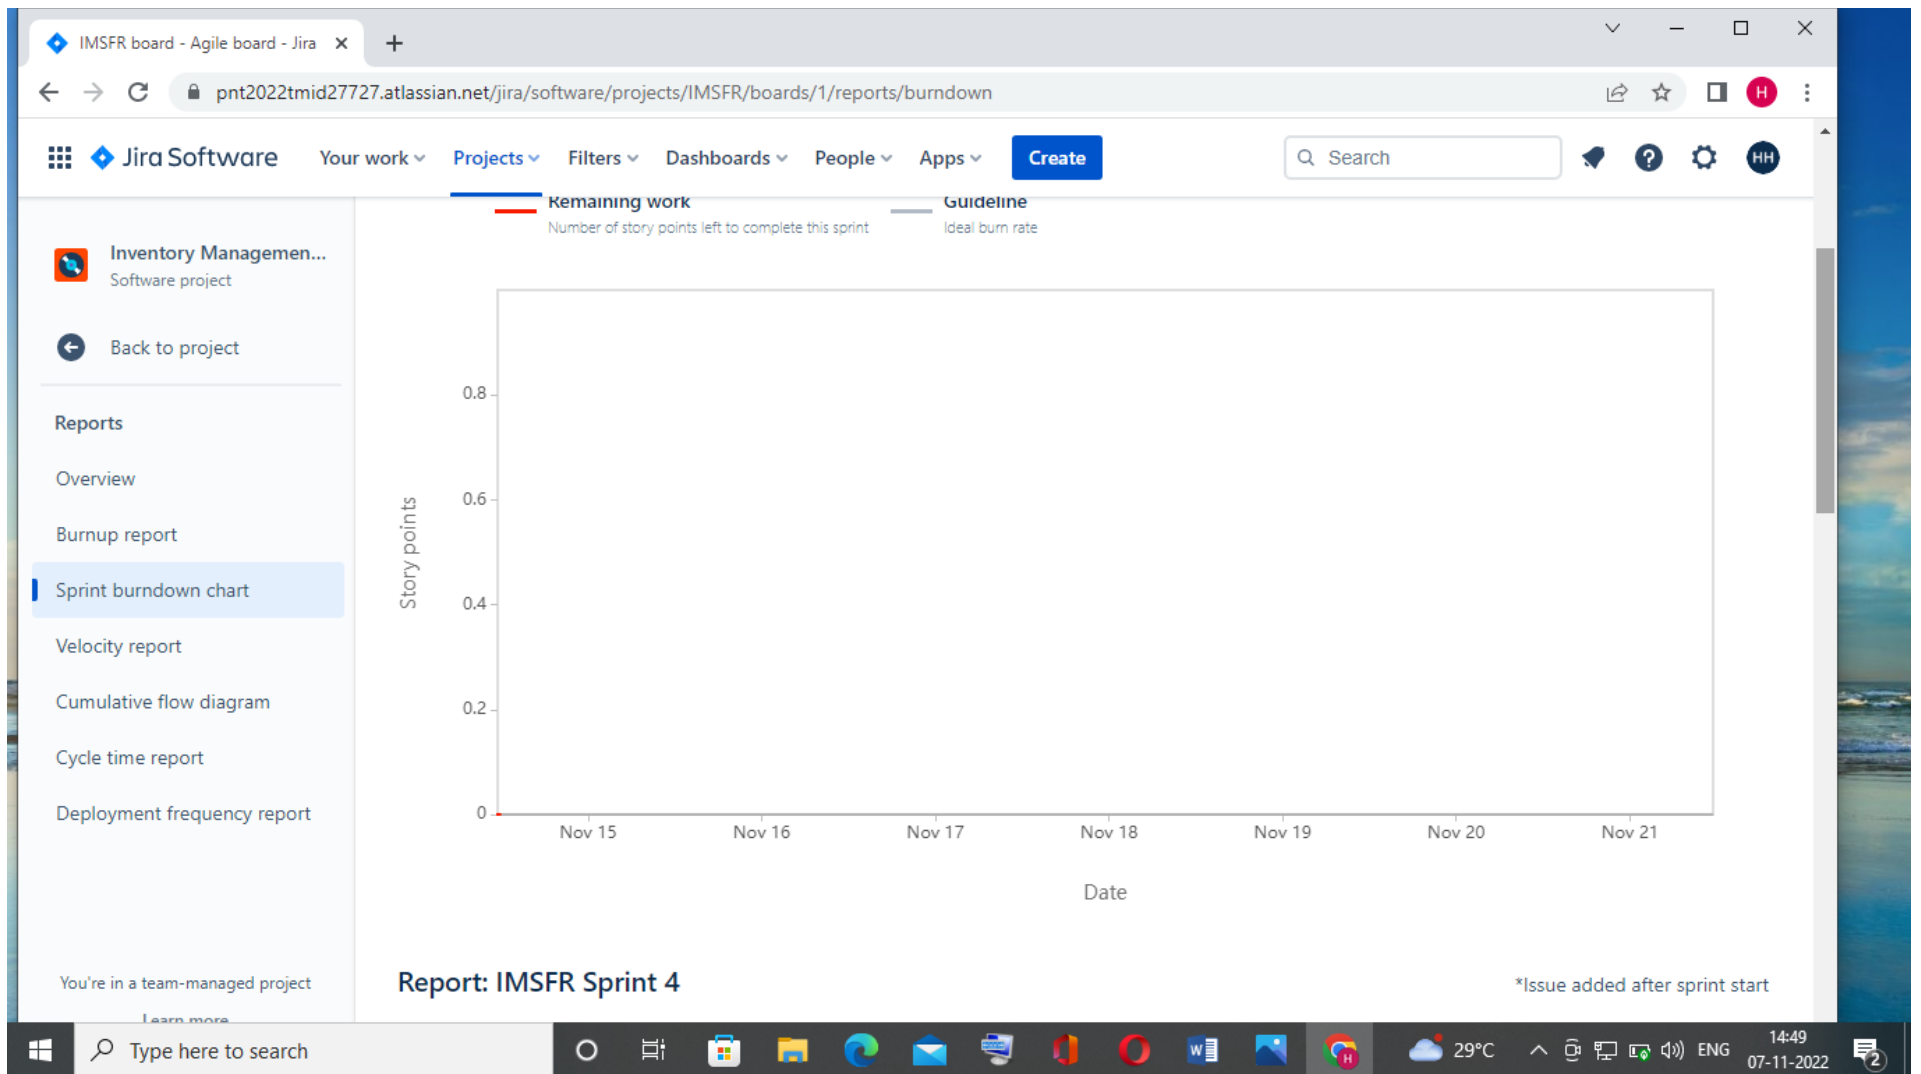 IMSFR board - Agile board - Jira
pnt2022tmid27727.atlassian.net/jira/software/projects/IMSFR/boards/1/reports/burndown
H
Jira Software Your work Projects Filters Dashboards People Apps Create Search HH
Inventory Managemen...
Software project
Back to project
Reports
Overview
Burnup report
Sprint burndown chart
Velocity report
Cumulative flow diagram
Cycle time report
Deployment frequency report
You're in a team-managed project
Learn more
Remaining work
Number of story points left to complete this sprint
Guideline
Ideal burn rate
Story points
0.8
0.6
0.4
0.2
0
Nov 15 Nov 16 Nov 17 Nov 18 Nov 19 Nov 20 Nov 21
Date
Report: IMSFR Sprint 4
*Issue added after sprint start
Type here to search
W
H
29°C
ENG
14:49
07-11-2022
2